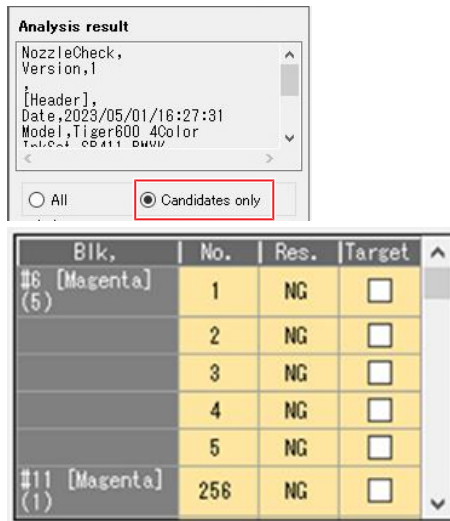 Analysis result
NozzleCheck,
Version,1
,
[Header],
Date,2023/05/01/16:27:31
Model,Tiger600 4Color
All
Candidates only
Blk, No. Res. Target
#6 [Magenta]
(5) 1 NG
2 NG
3 NG
4 NG
5 NG
#11 [Magenta]
(1) 256 NG